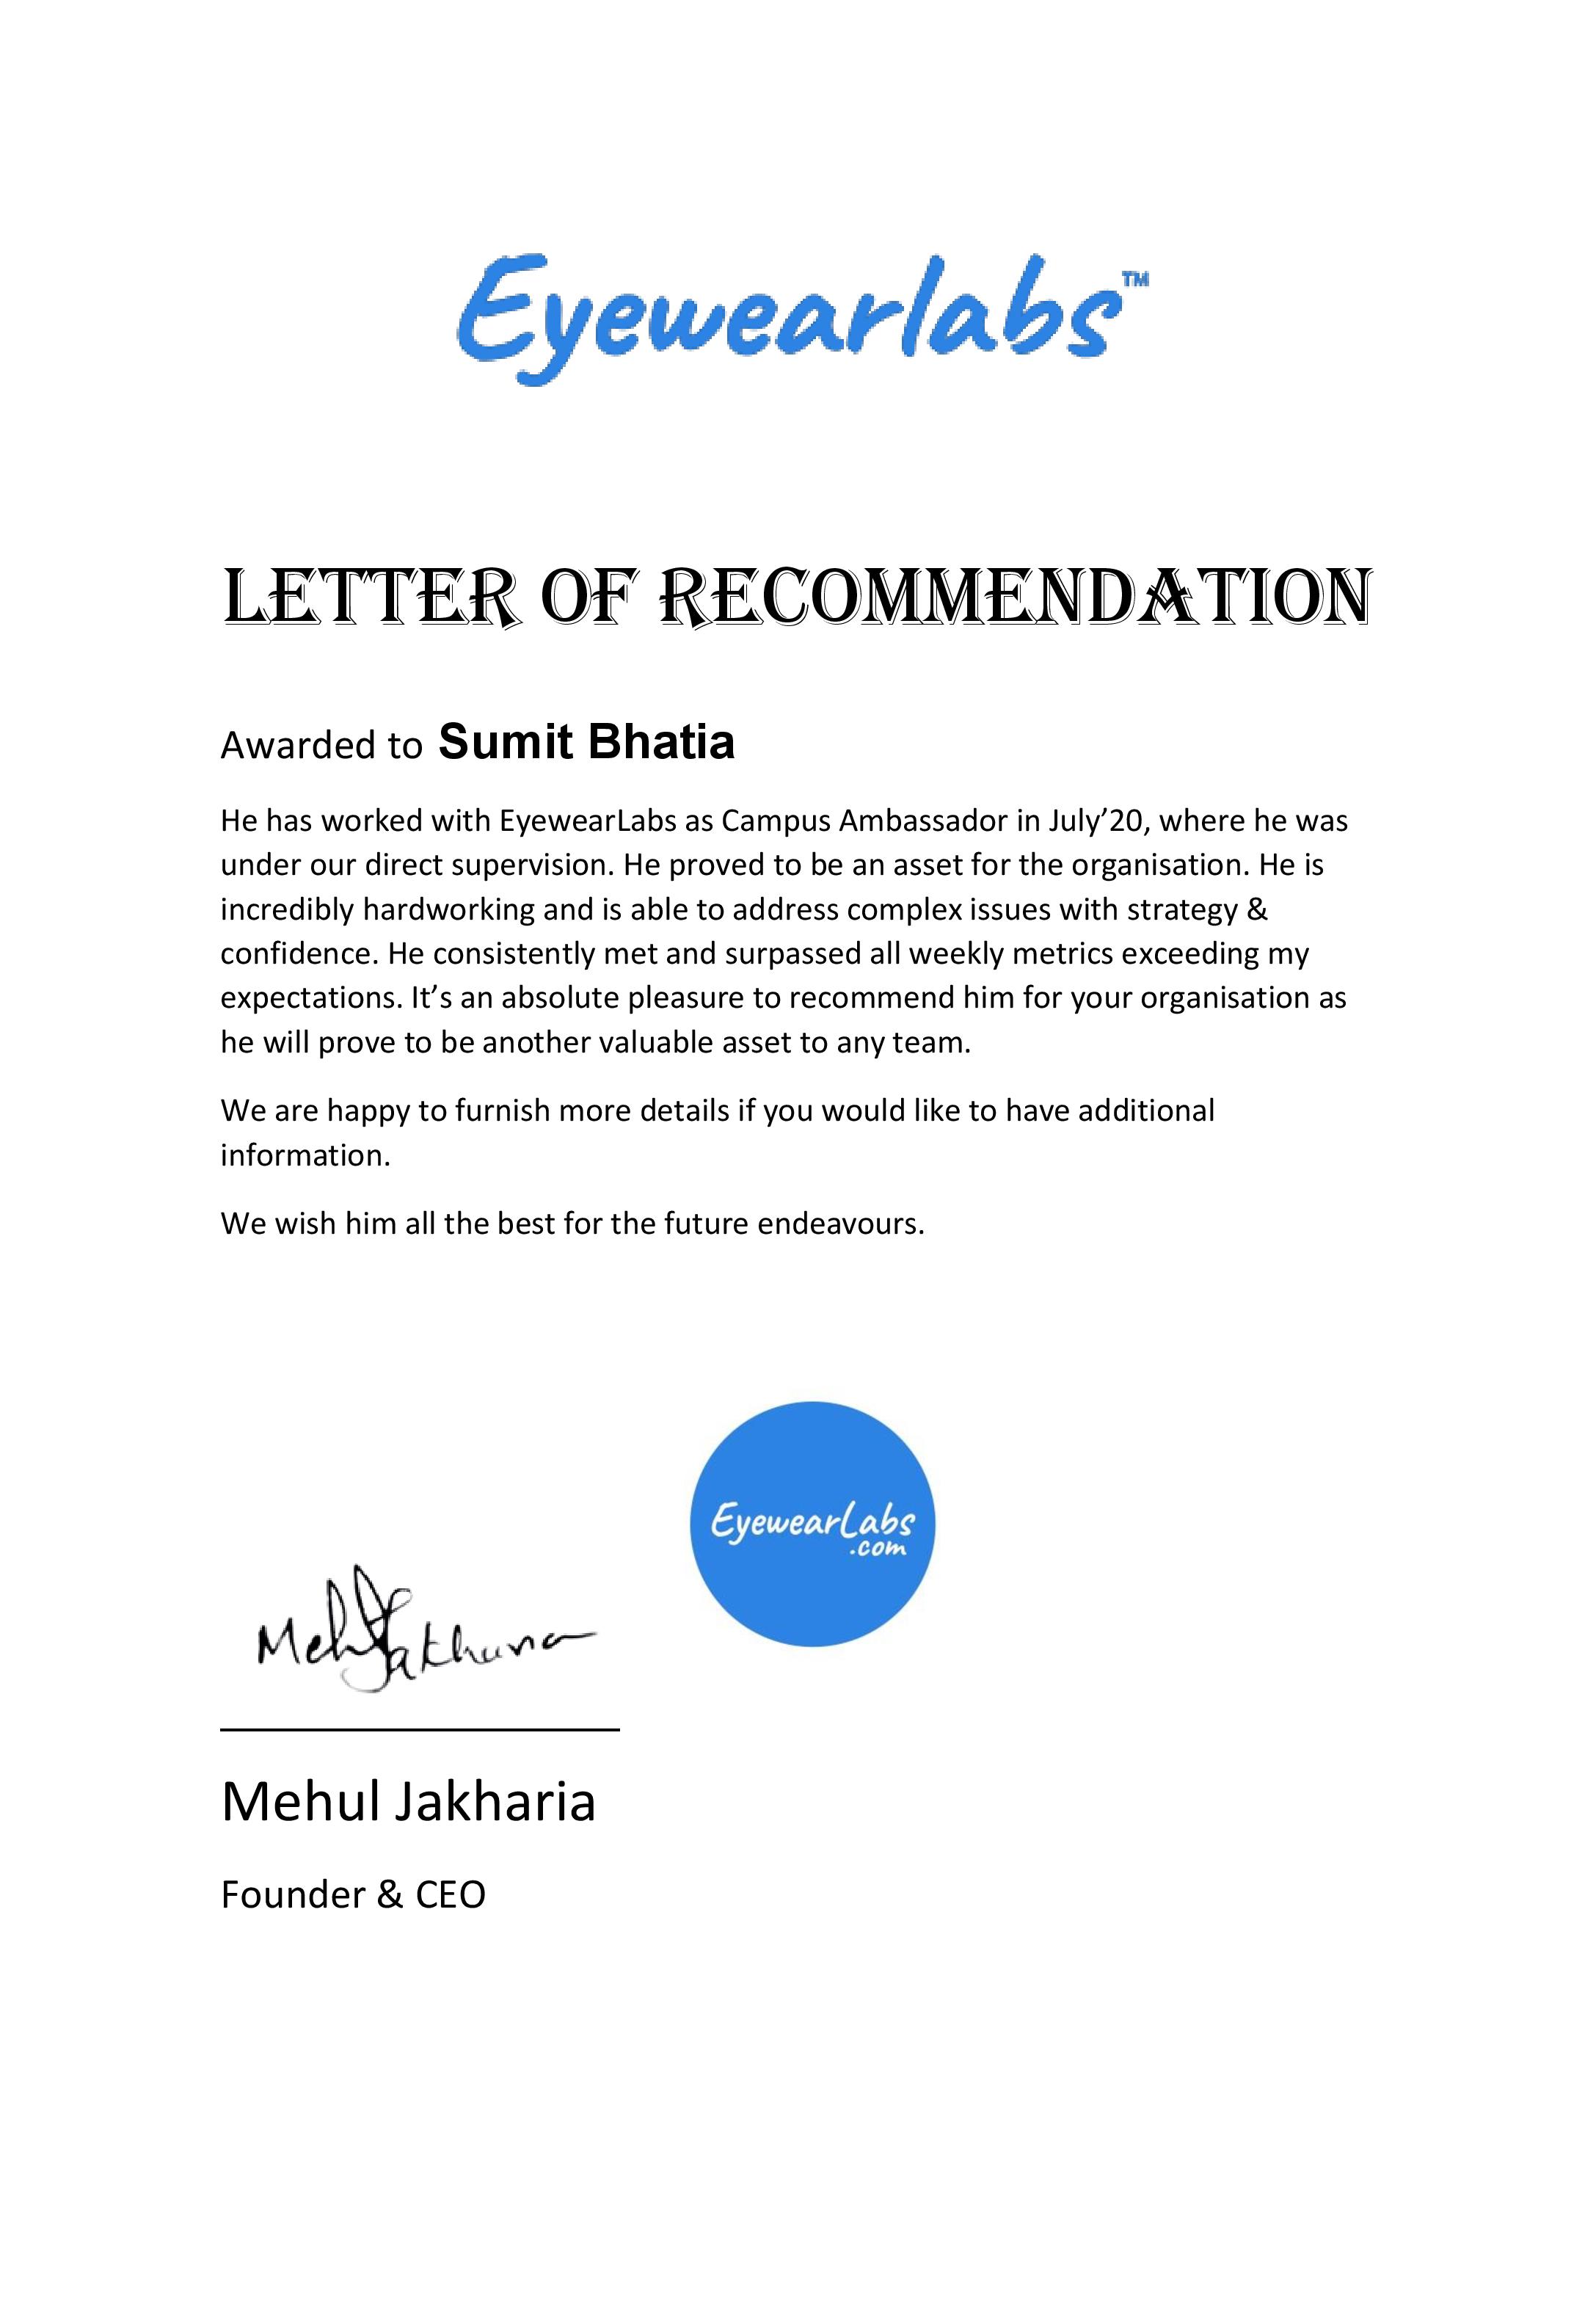 Eyewearlabs™
LETTER OF RECOMMENDATION
Awarded to Sumit Bhatia
He has worked with EyewearLabs as Campus Ambassador in July’20, where he was
under our direct supervision. He proved to be an asset for the organisation. He is
incredibly hardworking and is able to address complex issues with strategy &
confidence. He consistently met and surpassed all weekly metrics exceeding my
expectations. It’s an absolute pleasure to recommend him for your organisation as
he will prove to be another valuable asset to any team.
We are happy to furnish more details if you would like to have additional
information.
We wish him all the best for the future endeavours.
EyewearLabs
.com
Mehul Jakharia
Mehul Jakharia
Founder & CEO